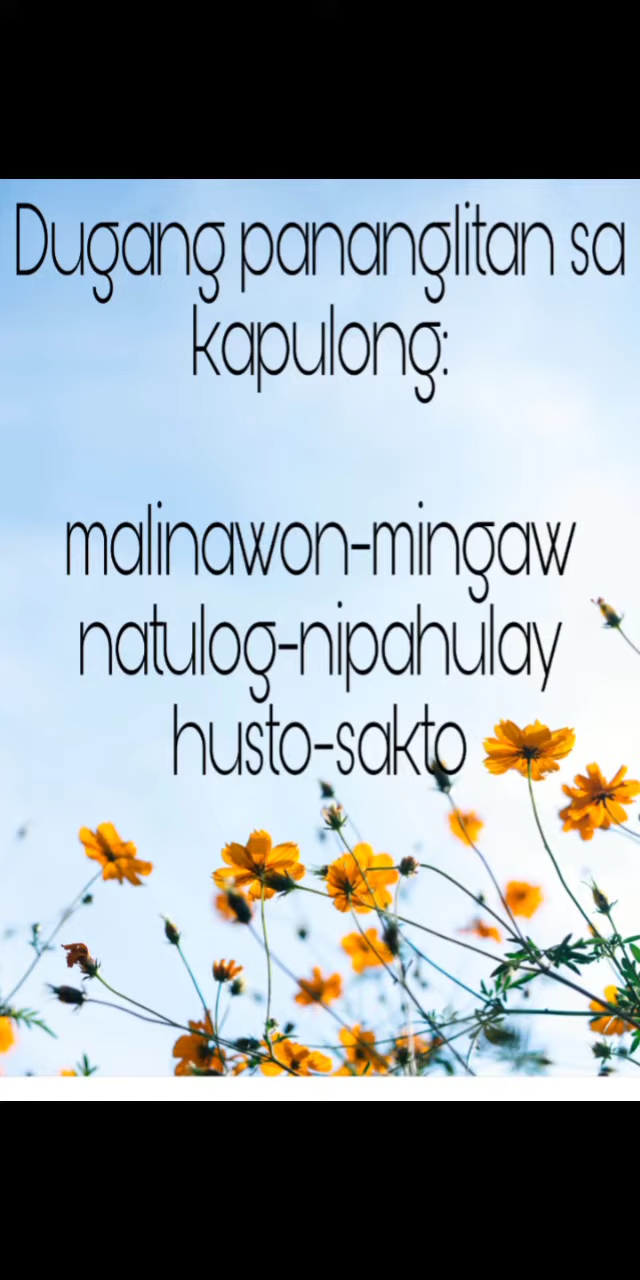 Dugang pananglitan sa
kapulong:
malinawon-mingaw
natulog-nipahulay
husto-sakto